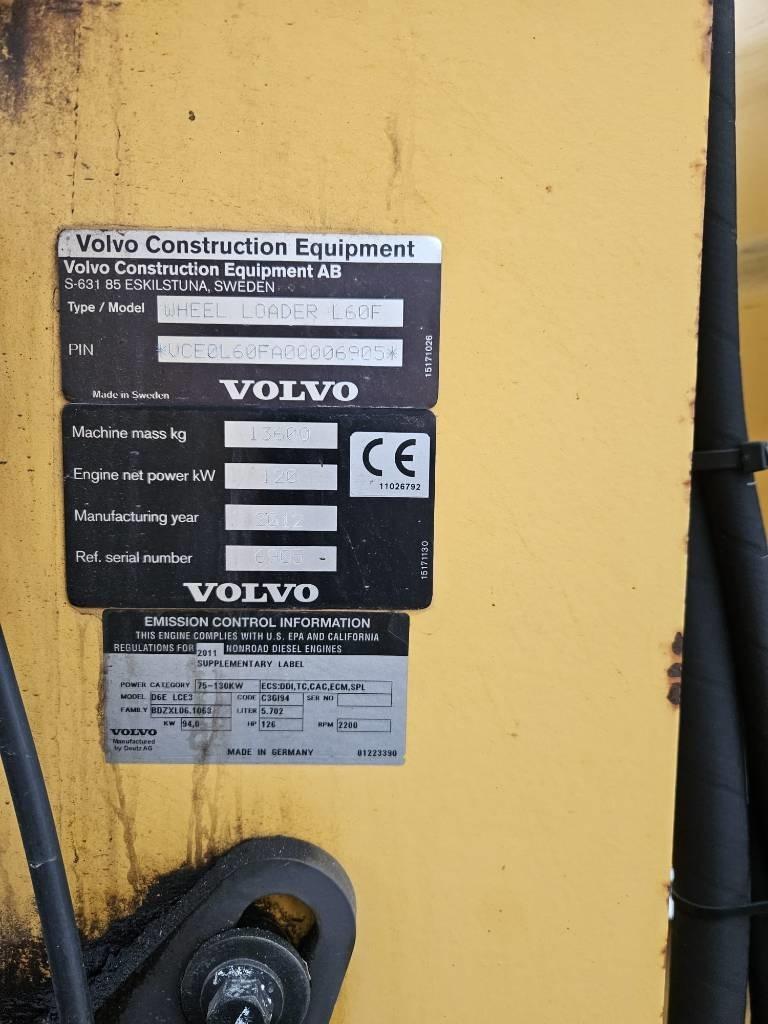 Volvo Construction Equipment
Volvo Construction Equipment AB
S-631 85 ESKILSTUNA, SWEDEN
Type / Model WHEEL LOADER L60F
PIN *VCE0L60FA00006905*
Made in Sweden VOLVO
15171026
Machine mass kg 13600
Engine net power kW 120
CE
11026792
Manufacturing year 2012
Ref. serial number 6905 -
VOLVO
15171130
EMISSION CONTROL INFORMATION
THIS ENGINE COMPLIES WITH U.S. EPA AND CALIFORNIA
REGULATIONS FOR 2011 NONROAD DIESEL ENGINES
SUPPLEMENTARY LABEL
POWER CATEGORY 75-130KW ECS:DDI,TC,CAC,ECM,SPL
MODEL D6E LCE3 CODE C3GI94 SER NO
FAMILY BDZXL06.1063 LITER 5.702
KW 94,0 HP 126 RPM 2200
VOLVO
Manufactured
by Deutz AG MADE IN GERMANY 01223390